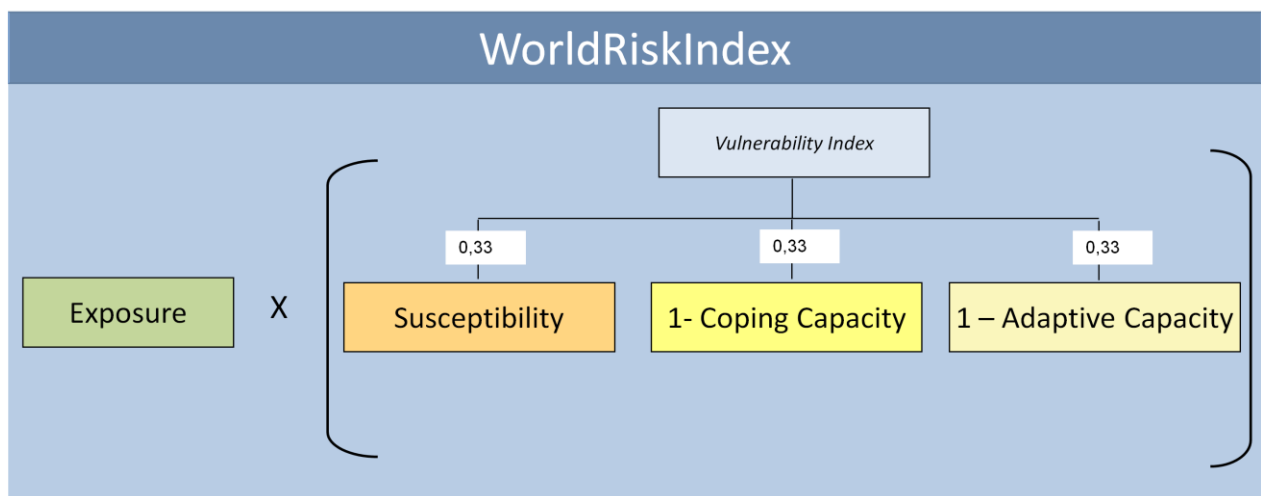 WorldRiskIndex
Vulnerability Index
0,33
0,33
0,33
Exposure
X
Susceptibility
1- Coping Capacity
1 – Adaptive Capacity